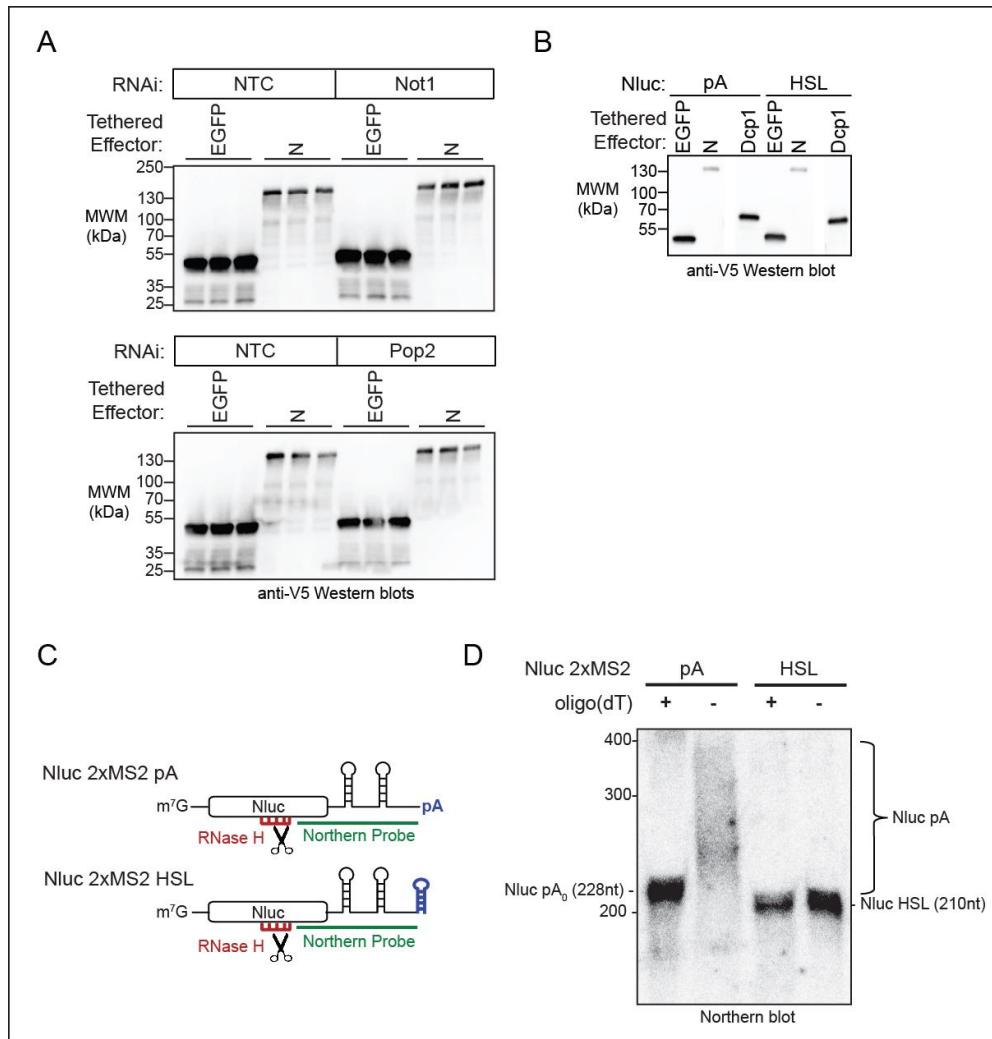 A
RNAi: NTC Not1
Tethered Effector: EGFP N EGFP N
250
130
100
70
55
35
25
MWM (kDa)
RNAi: NTC Pop2
Tethered Effector: EGFP N EGFP N
130
100
70
55
35
25
MWM (kDa)
anti-V5 Western blots
B
Nluc: pA HSL
Tethered Effector: EGFP N Dcp1 EGFP N Dcp1
130
70
55
MWM (kDa)
anti-V5 Western blot
C
Nluc 2xMS2 pA
m⁷G Nluc pA
RNase H Northern Probe
Nluc 2xMS2 HSL
m⁷G Nluc
RNase H Northern Probe
D
Nluc 2xMS2 pA HSL
oligo(dT) + - + -
400
300
Nluc pA
Nluc pA₀ (228nt)
200
Nluc HSL (210nt)
Northern blot